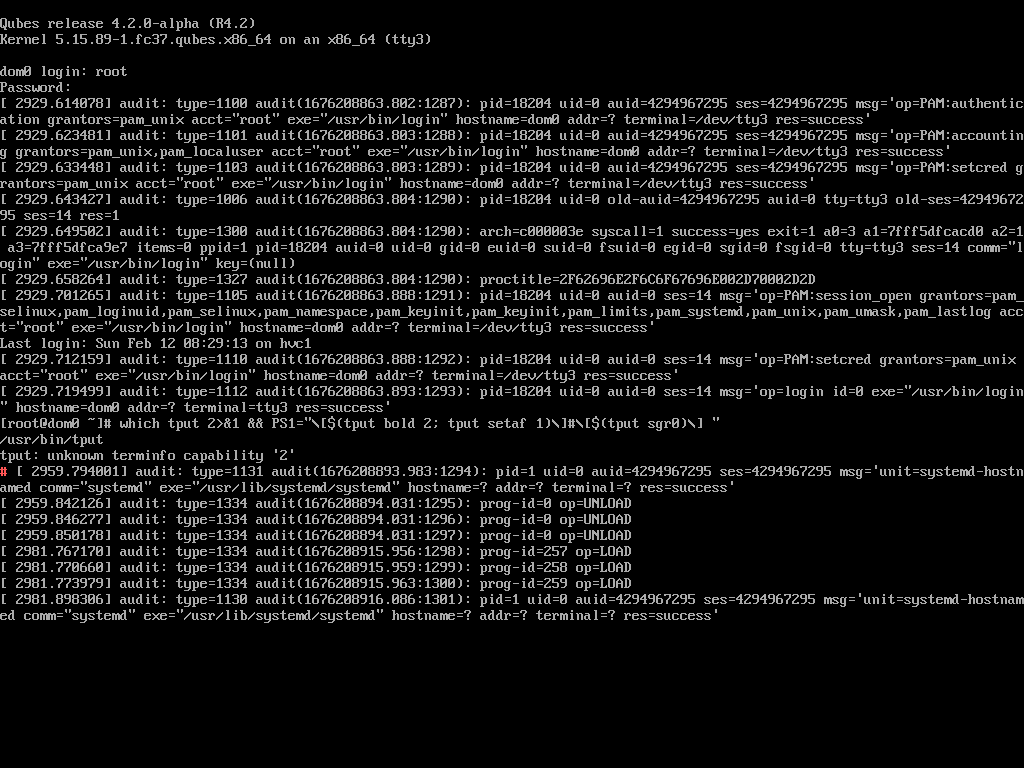 Qubes release 4.2.0-alpha (R4.2)
Kernel 5.15.89-1.fc37.qubes.x86_64 on an x86_64 (tty3)
dom0 login: root
Password:
[ 2929.614078] audit: type=1100 audit(1676208863.802:1287): pid=18204 uid=0 auid=4294967295 ses=4294967295 msg='op=PAM:authentic
ation grantors=pam_unix acct="root" exe="/usr/bin/login" hostname=dom0 addr=? terminal=/dev/tty3 res=success'
[ 2929.623481] audit: type=1101 audit(1676208863.803:1288): pid=18204 uid=0 auid=4294967295 ses=4294967295 msg='op=PAM:accountin
g grantors=pam_unix,pam_localuser acct="root" exe="/usr/bin/login" hostname=dom0 addr=? terminal=/dev/tty3 res=success'
[ 2929.633448] audit: type=1103 audit(1676208863.803:1289): pid=18204 uid=0 auid=4294967295 ses=4294967295 msg='op=PAM:setcred g
rantors=pam_unix acct="root" exe="/usr/bin/login" hostname=dom0 addr=? terminal=/dev/tty3 res=success'
[ 2929.643427] audit: type=1006 audit(1676208863.804:1290): pid=18204 uid=0 old-auid=4294967295 auid=0 tty=tty3 old-ses=42949672
95 ses=14 res=1
[ 2929.649502] audit: type=1300 audit(1676208863.804:1290): arch=c000003e syscall=1 success=yes exit=1 a0=3 a1=7fff5dfcacd0 a2=1
a3=7fff5dfca9e7 items=0 ppid=1 pid=18204 auid=0 uid=0 gid=0 euid=0 suid=0 fsuid=0 egid=0 sgid=0 fsgid=0 tty=tty3 ses=14 comm="l
ogin" exe="/usr/bin/login" key=(null)
[ 2929.658264] audit: type=1327 audit(1676208863.804:1290): proctitle=2F62696E2F6C6F67696E002D70002D2D
[ 2929.701265] audit: type=1105 audit(1676208863.888:1291): pid=18204 uid=0 auid=0 ses=14 msg='op=PAM:session_open grantors=pam_
selinux,pam_loginuid,pam_selinux,pam_namespace,pam_keyinit,pam_keyinit,pam_limits,pam_systemd,pam_unix,pam_umask,pam_lastlog acc
t="root" exe="/usr/bin/login" hostname=dom0 addr=? terminal=/dev/tty3 res=success'
Last login: Sun Feb 12 08:29:13 on hvc1
[ 2929.712159] audit: type=1110 audit(1676208863.888:1292): pid=18204 uid=0 auid=0 ses=14 msg='op=PAM:setcred grantors=pam_unix
acct="root" exe="/usr/bin/login" hostname=dom0 addr=? terminal=/dev/tty3 res=success'
[ 2929.719499] audit: type=1112 audit(1676208863.893:1293): pid=18204 uid=0 auid=0 ses=14 msg='op=login id=0 exe="/usr/bin/login
" hostname=dom0 addr=? terminal=tty3 res=success'
[root@dom0 ~]# which tput 2>&1 && PS1="\[$(tput bold 2; tput setaf 1)\]#\[$(tput sgr0)\] "
/usr/bin/tput
tput: unknown terminfo capability '2'
# [ 2959.794001] audit: type=1131 audit(1676208893.983:1294): pid=1 uid=0 auid=4294967295 ses=4294967295 msg='unit=systemd-hostn
amed comm="systemd" exe="/usr/lib/systemd/systemd" hostname=? addr=? terminal=? res=success'
[ 2959.842126] audit: type=1334 audit(1676208894.031:1295): prog-id=0 op=UNLOAD
[ 2959.846277] audit: type=1334 audit(1676208894.031:1296): prog-id=0 op=UNLOAD
[ 2959.850178] audit: type=1334 audit(1676208894.031:1297): prog-id=0 op=UNLOAD
[ 2981.767170] audit: type=1334 audit(1676208915.956:1298): prog-id=257 op=LOAD
[ 2981.770660] audit: type=1334 audit(1676208915.959:1299): prog-id=258 op=LOAD
[ 2981.773979] audit: type=1334 audit(1676208915.963:1300): prog-id=259 op=LOAD
[ 2981.898306] audit: type=1130 audit(1676208916.086:1301): pid=1 uid=0 auid=4294967295 ses=4294967295 msg='unit=systemd-hostnam
ed comm="systemd" exe="/usr/lib/systemd/systemd" hostname=? addr=? terminal=? res=success'